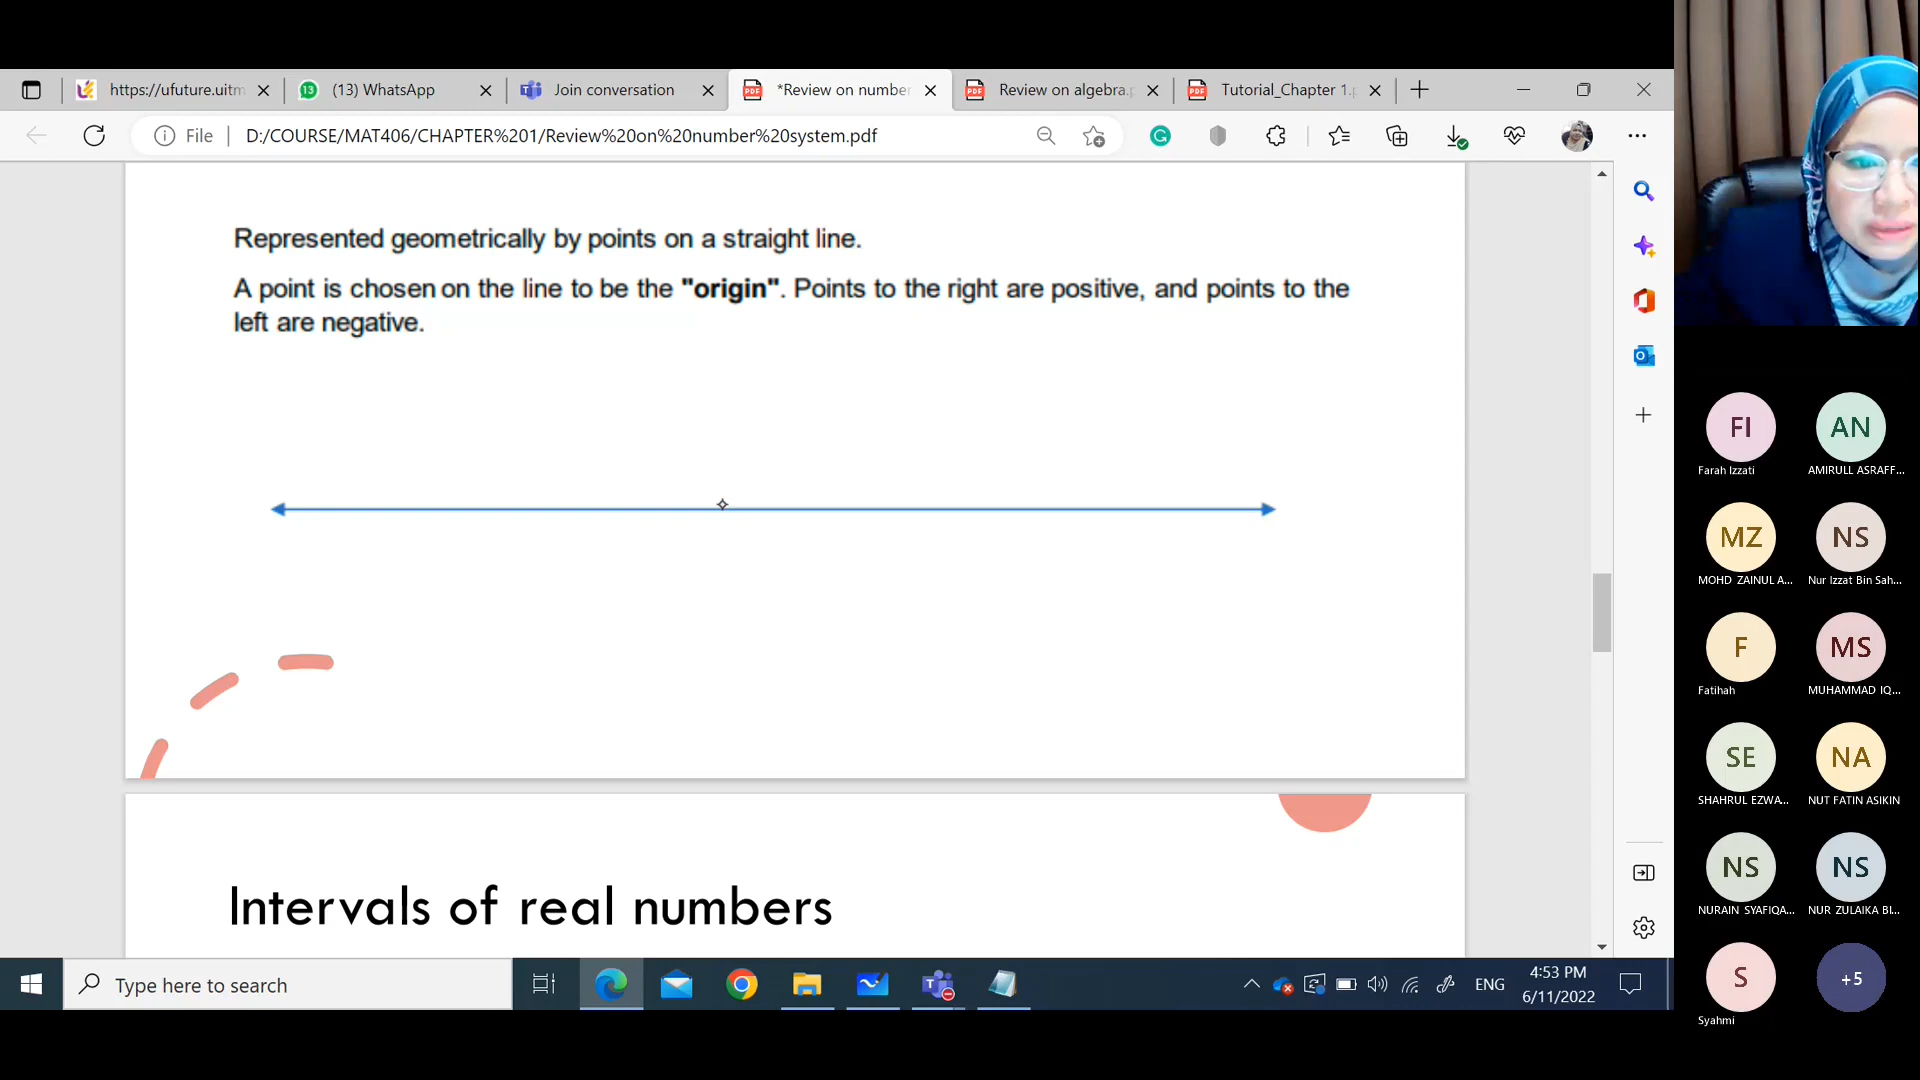 https://ufuture.uitm
(13) WhatsApp
Join conversation
*Review on number
Review on algebra.p
Tutorial_Chapter 1.p
File
D:/COURSE/MAT406/CHAPTER%201/Review%20on%20number%20system.pdf
Represented geometrically by points on a straight line.
A point is chosen on the line to be the "origin". Points to the right are positive, and points to the
left are negative.
Intervals of real numbers
FI
Farah Izzati
AN
AMIRULL ASRAFF...
MZ
MOHD ZAINUL A...
NS
Nur Izzat Bin Sah...
F
Fatihah
MS
MUHAMMAD IQ...
SE
SHAHRUL EZWA...
NA
NUT FATIN ASIKIN
NS
NURAIN SYAFIQA...
NS
NUR ZULAIKA BI...
S
Syahmi
+5
Type here to search
ENG
4:53 PM
6/11/2022